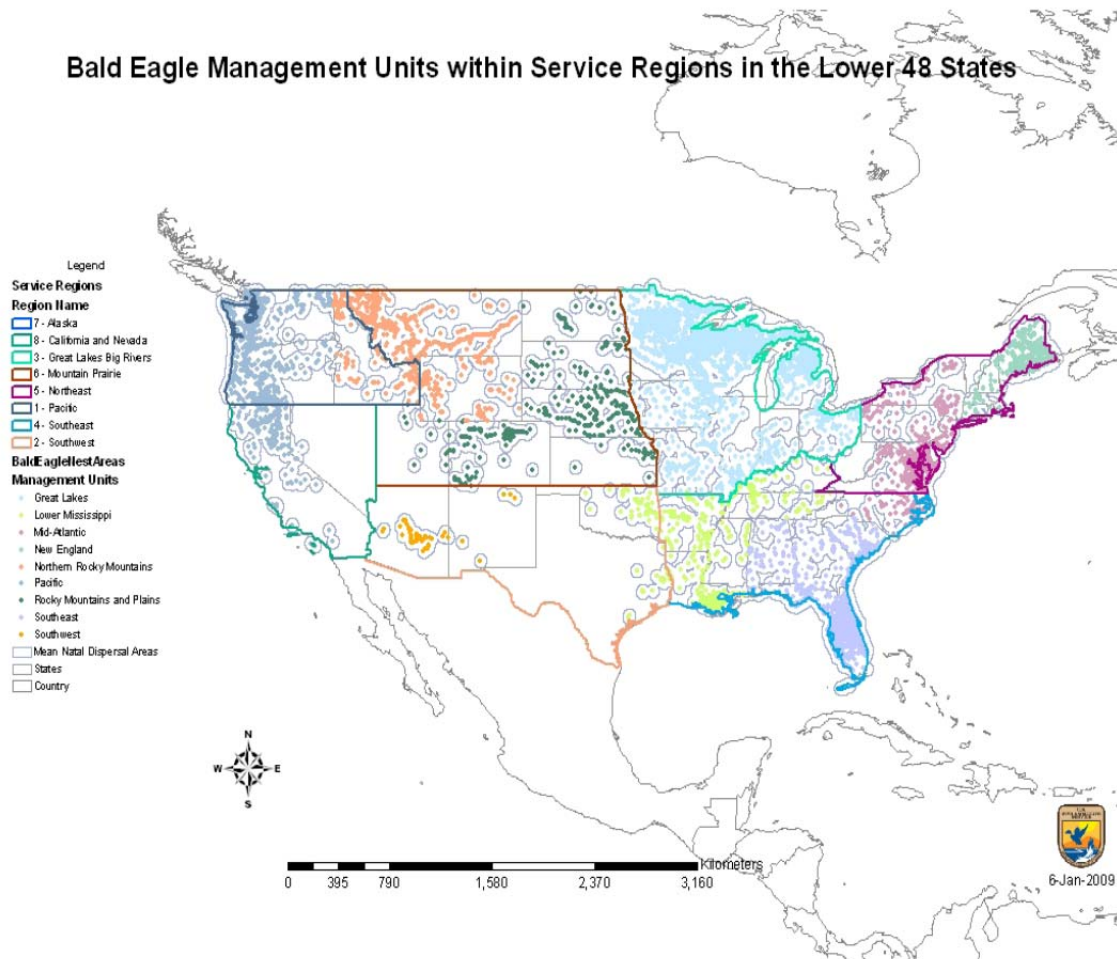 Bald Eagle Management Units within Service Regions in the Lower 48 States
Legend
Service Regions
Region Name
7 - Alaska
8 - California and Nevada
3 - Great Lakes Big Rivers
6 - Mountain Prairie
5 - Northeast
1 - Pacific
4 - Southeast
2 - Southwest
BaldEagleNestAreas
Management Units
Great Lakes
Lower Mississippi
Mid-Atlantic
New England
Northern Rocky Mountains
Pacific
Rocky Mountains and Plains
Southeast
Southwest
Mean Natal Dispersal Areas
States
Country
N
W E
S
Kilometers
0 395 790 1,580 2,370 3,160
6-Jan-2009